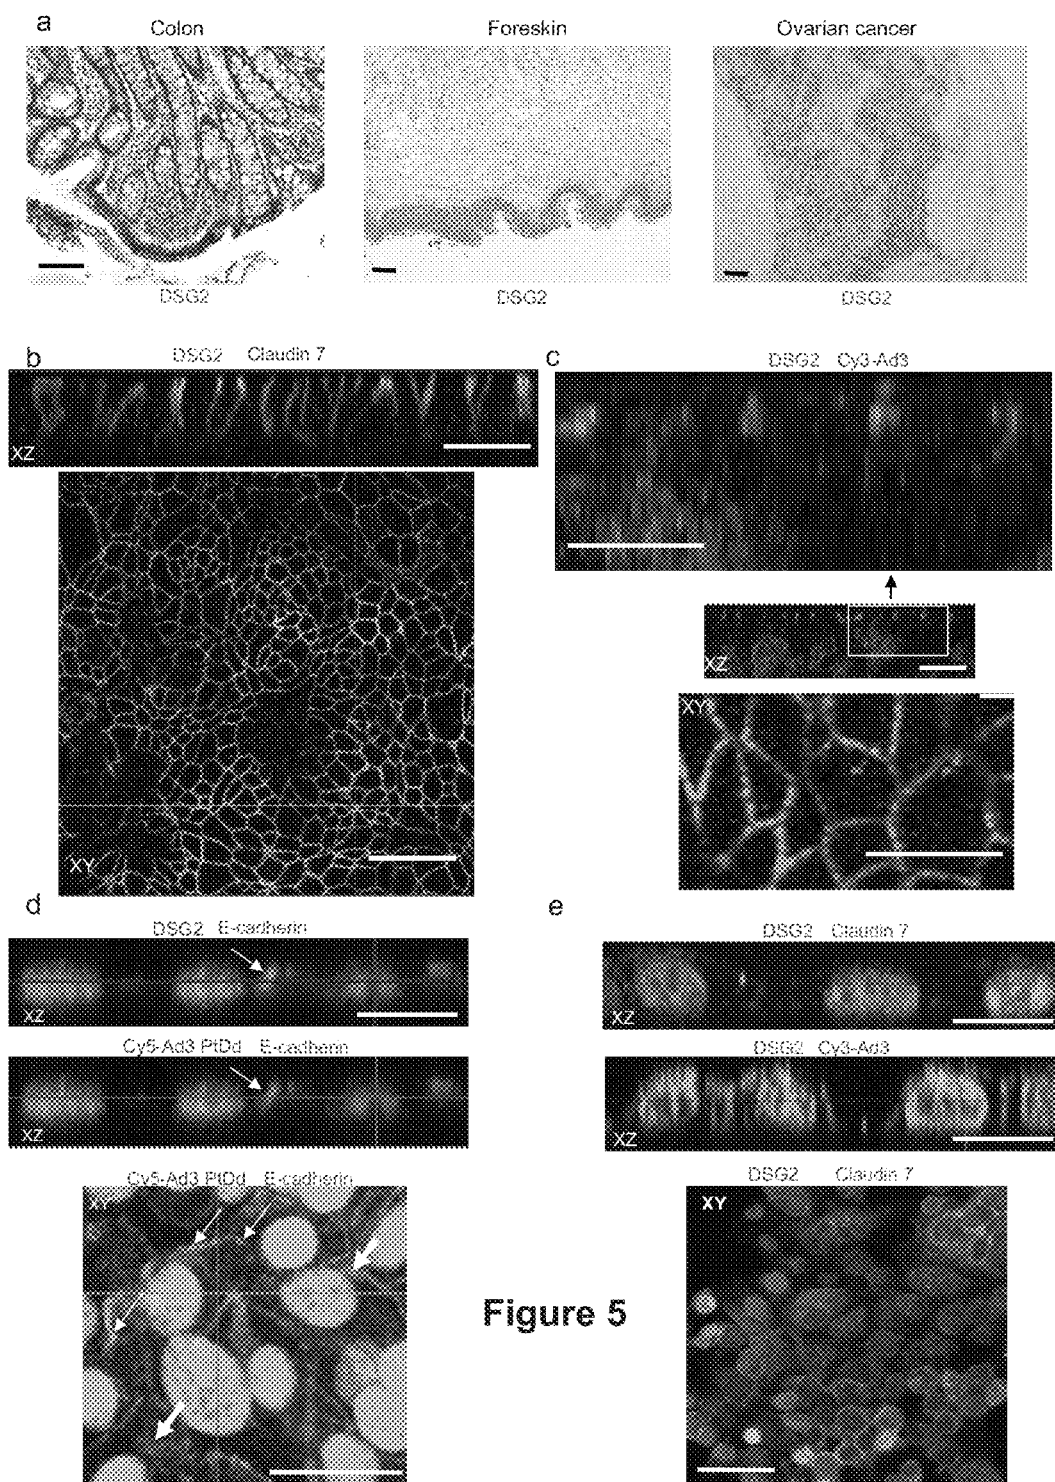 a
Colon
Foreskin
Ovarian cancer
DSG2
DSG2
DSG2
b
DSG2 Claudin 7
XZ
XY
c
DSG2 Cy3-Ad3
XZ
XY
d
DSG2 E-cadherin
XZ
Cy5-Ad3 PtDd E-cadherin
XZ
Cy5-Ad3 PtDd E-cadherin
XY
e
DSG2 Claudin 7
XZ
DSG2 Cy3-Ad3
XZ
DSG2 Claudin 7
XY
Figure 5